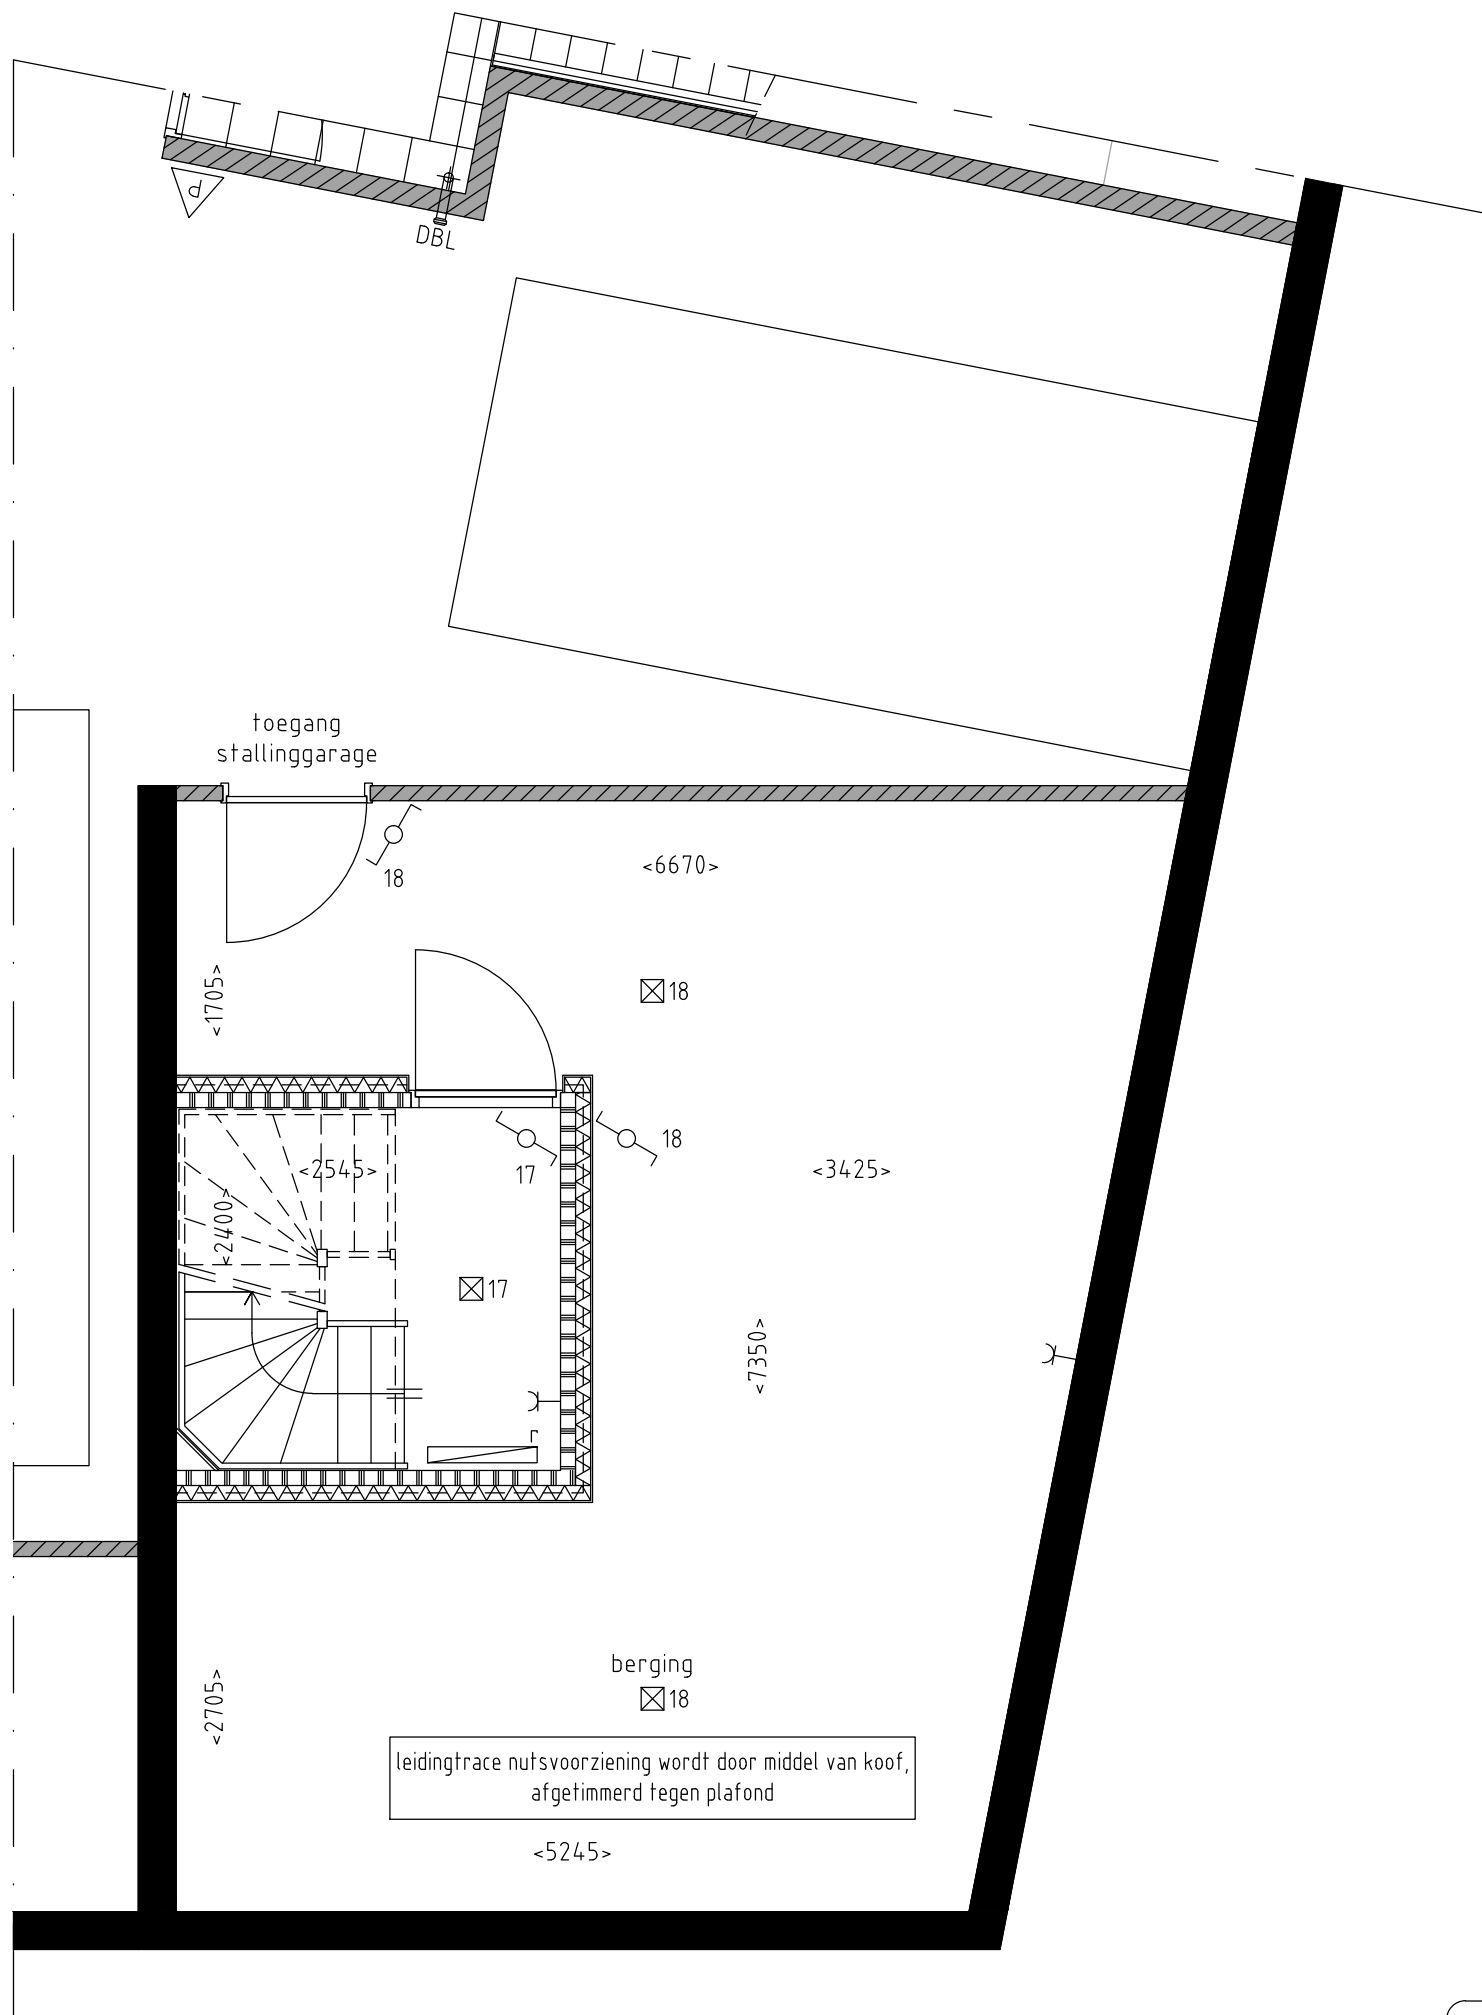 P
DBL
toegang
stallinggarage
18
<6670>
<1705>
18
17
18
<2545>
<3425>
<2400>
17
<7350>
berging
18
<2705>
leidingtrace nutsvoorziening wordt door middel van koof,
afgetimmerd tegen plafond
<5245>